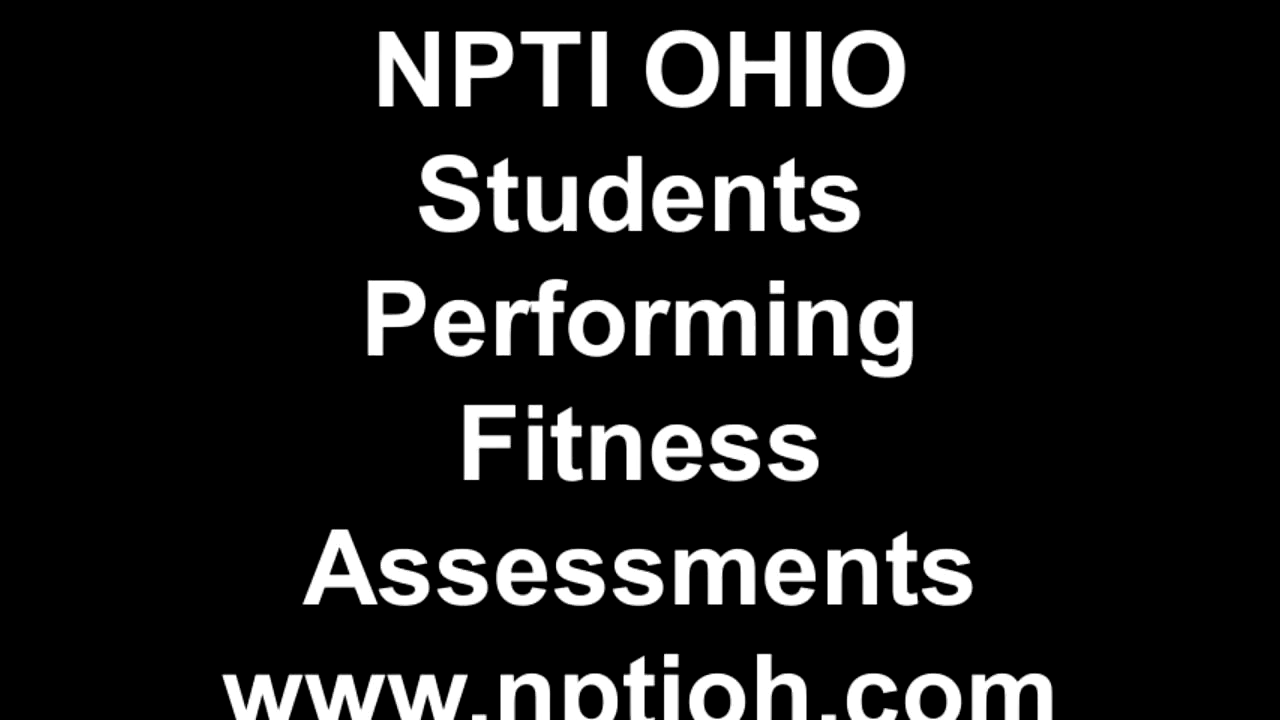 NPTI OHIO
Students
Performing
Fitness
Assessments
www.nptioh.com